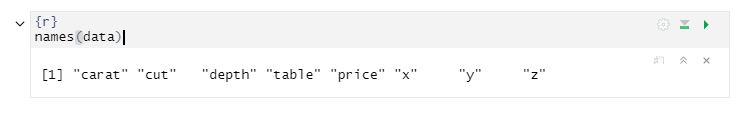 {r}
names(data)
[1] "carat" "cut"   "depth" "table" "price" "x"     "y"     "z"